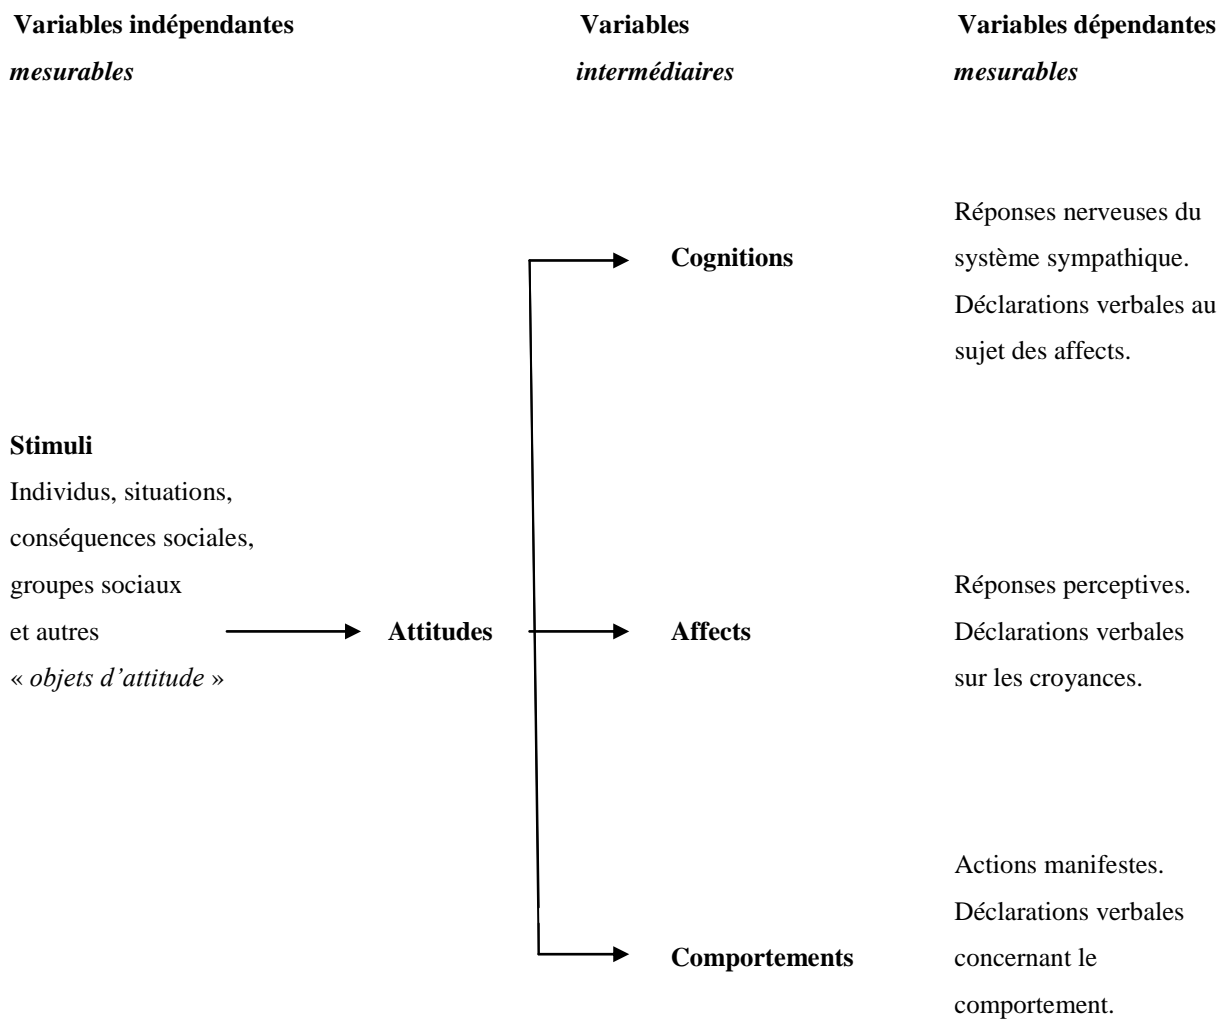 Variables indépendantes
mesurables
Variables
intermédiaires
Variables dépendantes
mesurables
Réponses nerveuses du
système sympathique.
Déclarations verbales au
sujet des affects.
Cognitions
Stimuli
Individus, situations,
conséquences sociales,
groupes sociaux
et autres
« objets d’attitude »
Attitudes
Affects
Réponses perceptives.
Déclarations verbales
sur les croyances.
Comportements
Actions manifestes.
Déclarations verbales
concernant le
comportement.